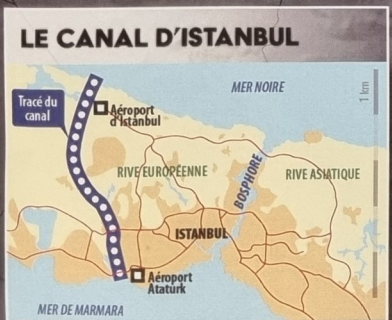 LE CANAL D'ISTANBUL
MER NOIRE
1 km
Tracé du
canal
Aéroport
d'Istanbul
RIVE EUROPÉENNE
BOSPHORE
RIVE ASIATIQUE
ISTANBUL
Aéroport
Ataturk
MER DE MARMARA